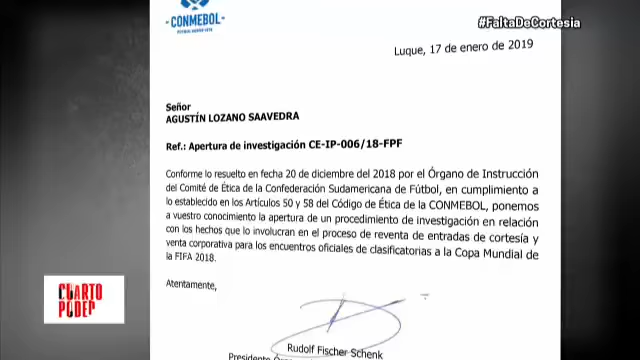 CONMEBOL
#FaltaDeCortesia
Luque, 17 de enero de 2019
Señor
AGUSTÍN LOZANO SAAVEDRA
Ref.: Apertura de investigación CE-IP-006/18-FPF
Conforme lo resuelto en fecha 20 de diciembre de 2018 por el Órgano de Instrucción
del Comité de Ética de la Confederación Sudamericana de Fútbol, en cumplimiento a
lo establecido en los Artículos 50 y 58 del Código de Ética de la CONMEBOL, ponemos
a vuestro conocimiento la apertura de un procedimiento de investigación en relación
con los hechos que lo involucran en el proceso de reventa de entradas de cortesía y
venta corporativa para los encuentros oficiales de clasificatorias a la Copa Mundial de
la FIFA 2018.
Atentamente,
CUARTO
PODER
Rudolf Fischer Schenk